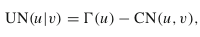 UN(u|v) = Γ(u) − CN(u, v),